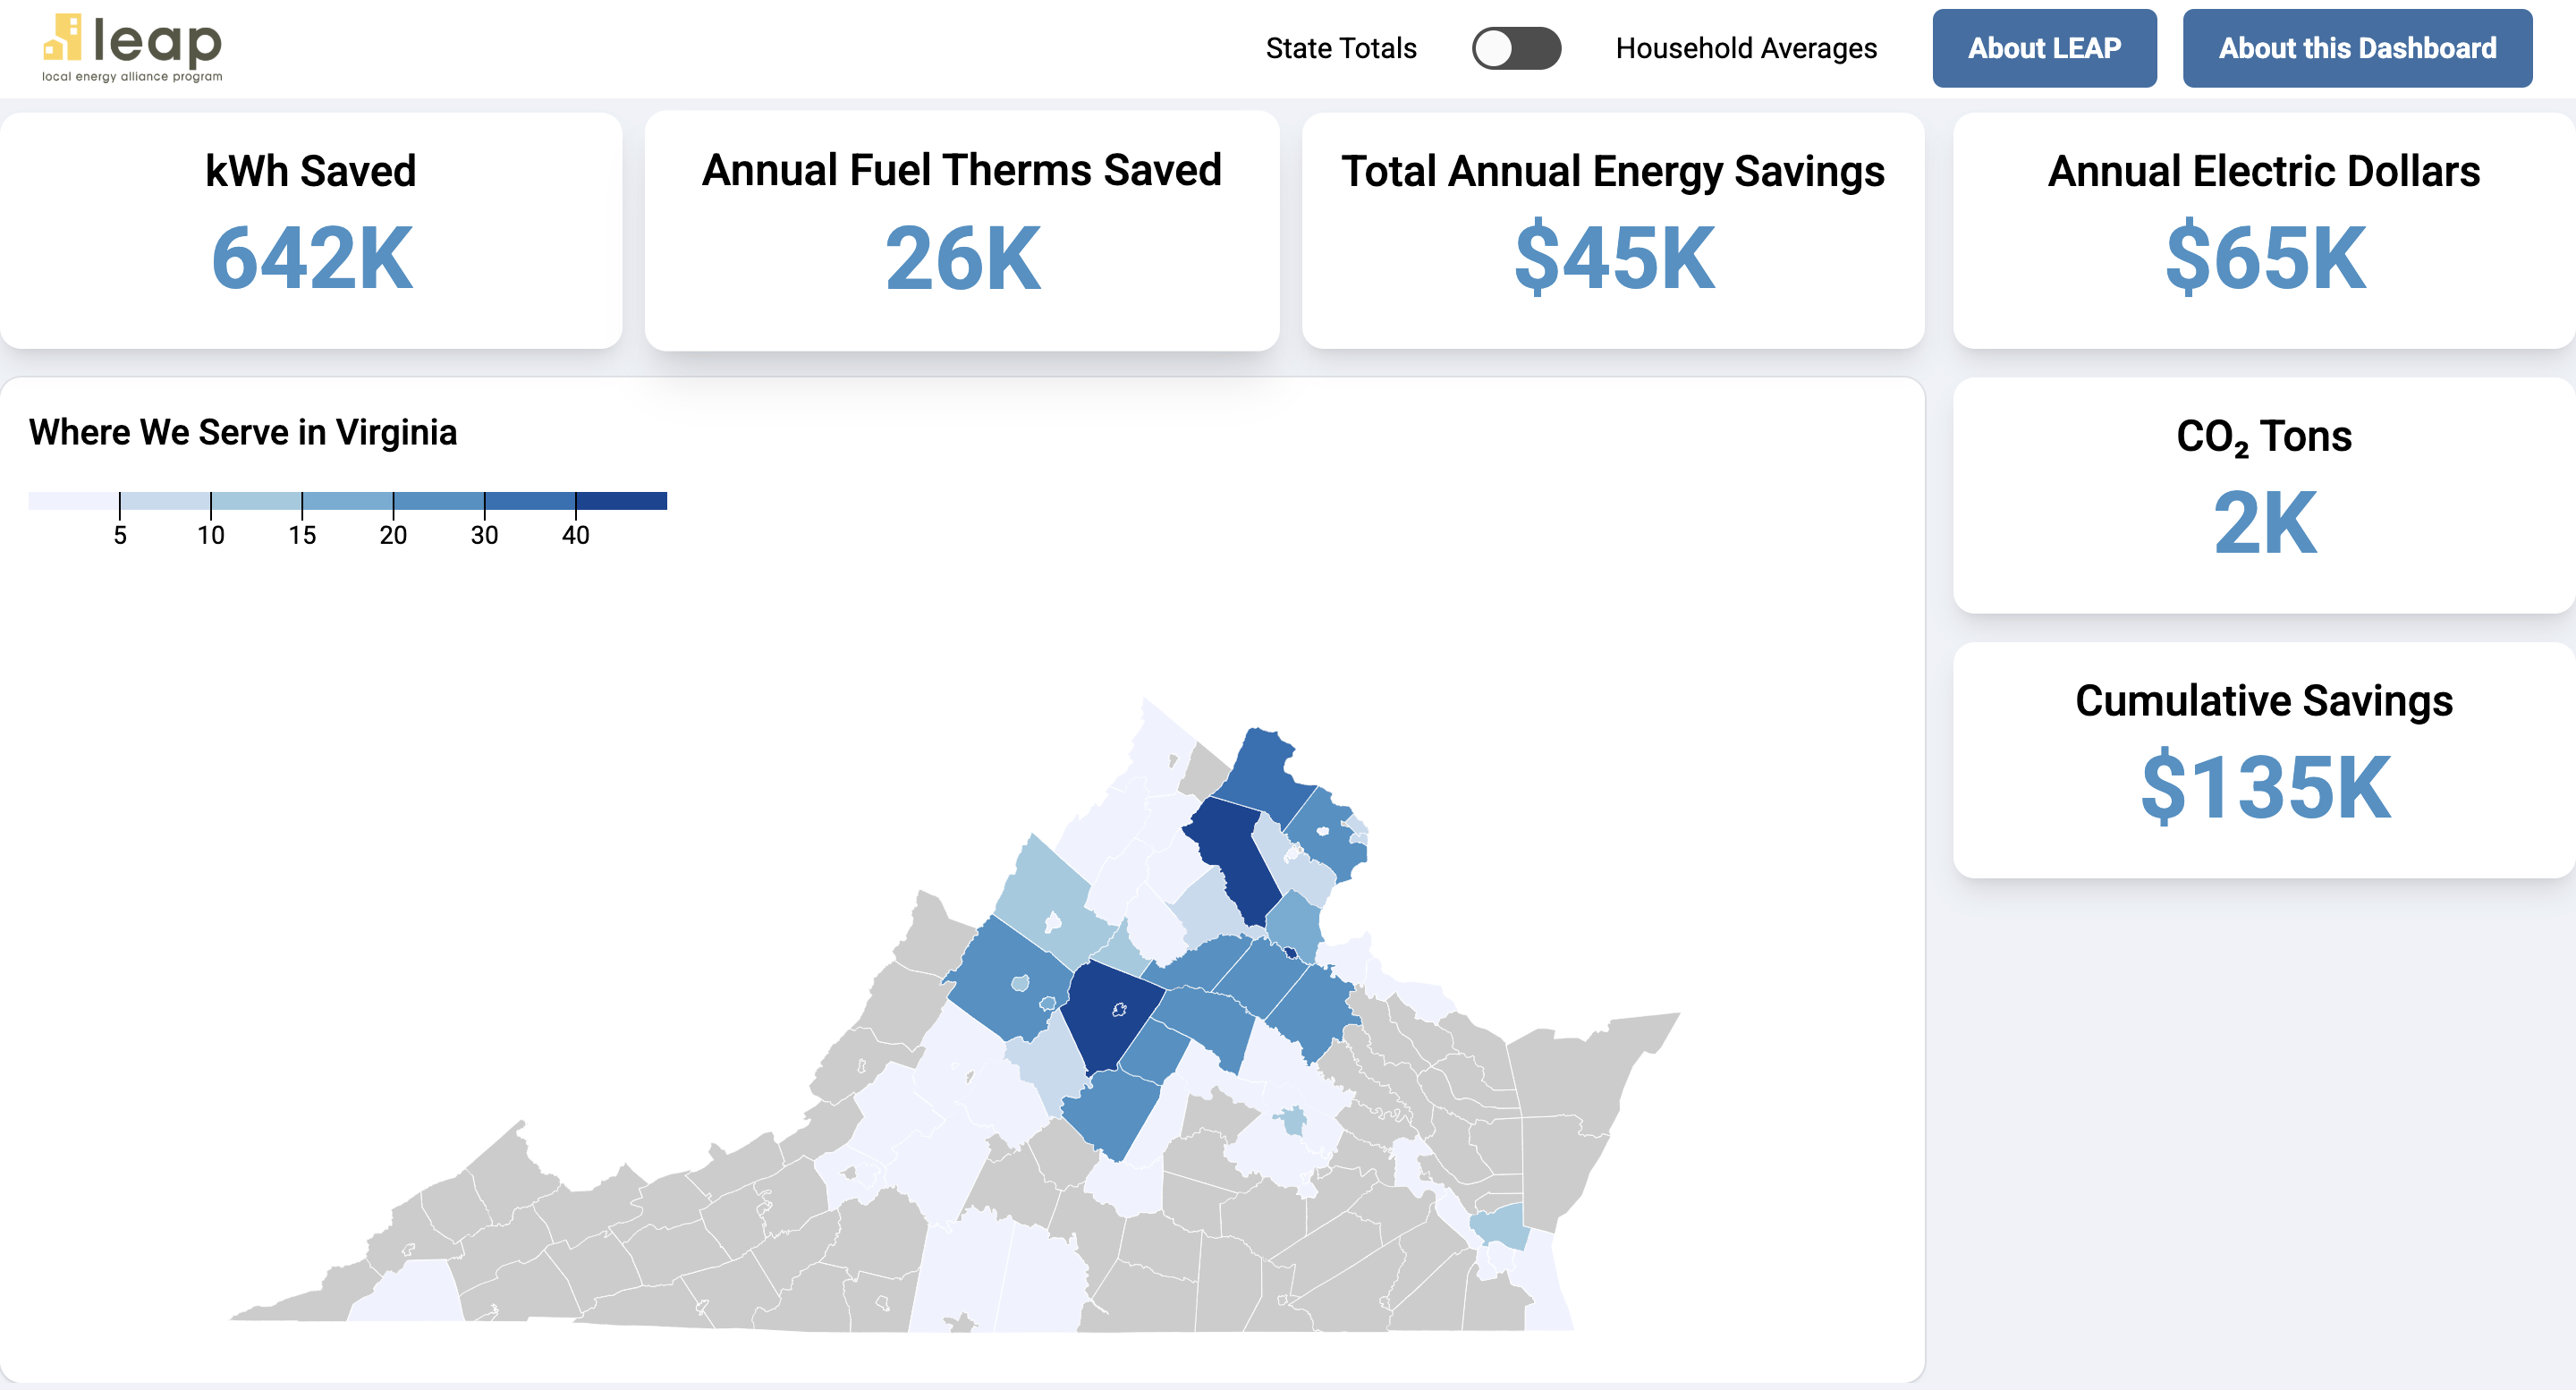 leap
local energy alliance program
State Totals
Household Averages
About LEAP
About this Dashboard
kWh Saved
642K
Annual Fuel Therms Saved
26K
Total Annual Energy Savings
$45K
Annual Electric Dollars
$65K
Where We Serve in Virginia
5 10 15 20 30 40
CO₂ Tons
2K
Cumulative Savings
$135K